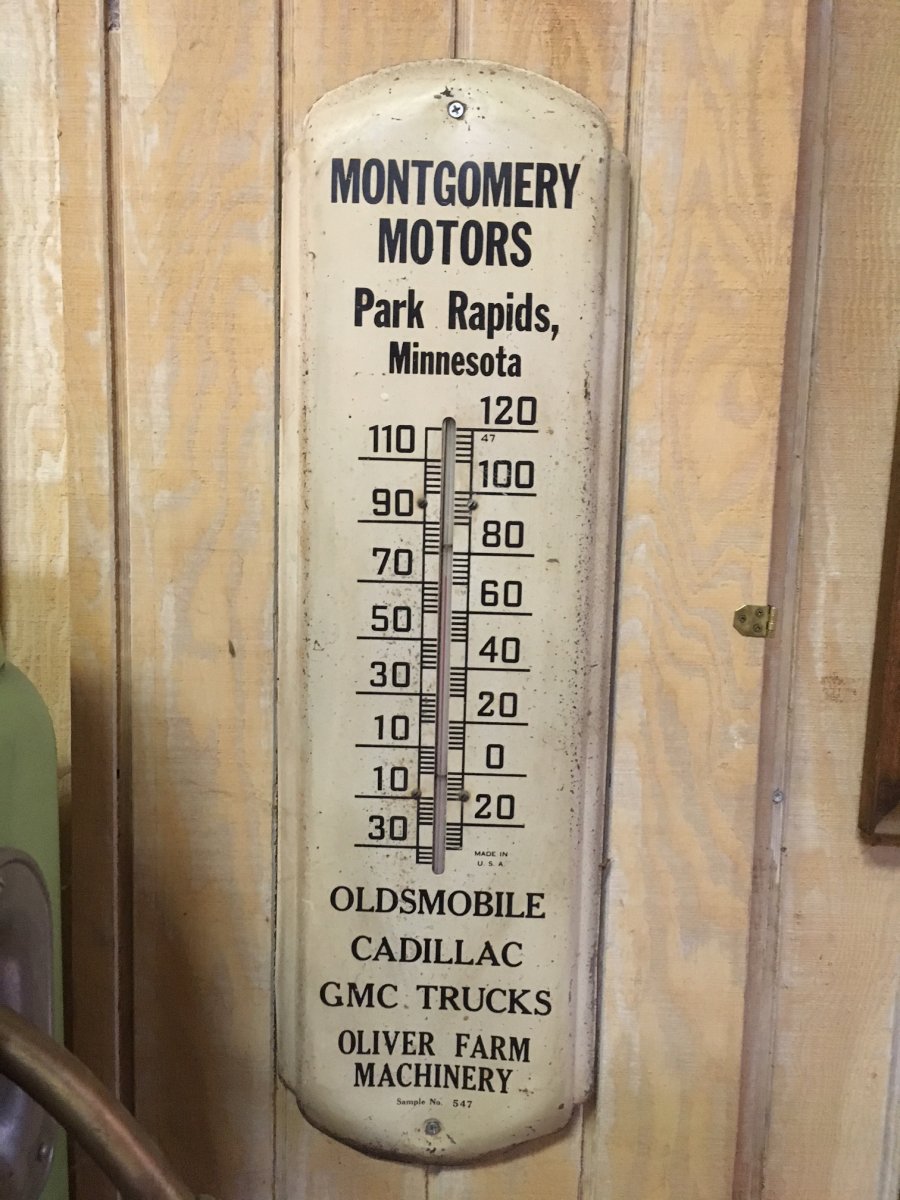 MONTGOMERY
MOTORS
Park Rapids,
Minnesota
120
110
47
100
90
80
70
60
50
40
30
20
10
0
10
20
30
MADE IN
U. S. A.
OLDSMOBILE
CADILLAC
GMC TRUCKS
OLIVER FARM
MACHINERY
Sample No. 547